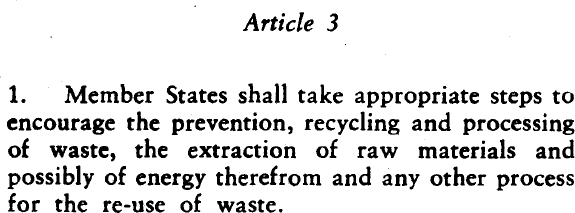 Article 3
1. Member States shall take appropriate steps to
encourage the prevention, recycling and processing
of waste, the extraction of raw materials and
possibly of energy therefrom and any other process
for the re-use of waste.